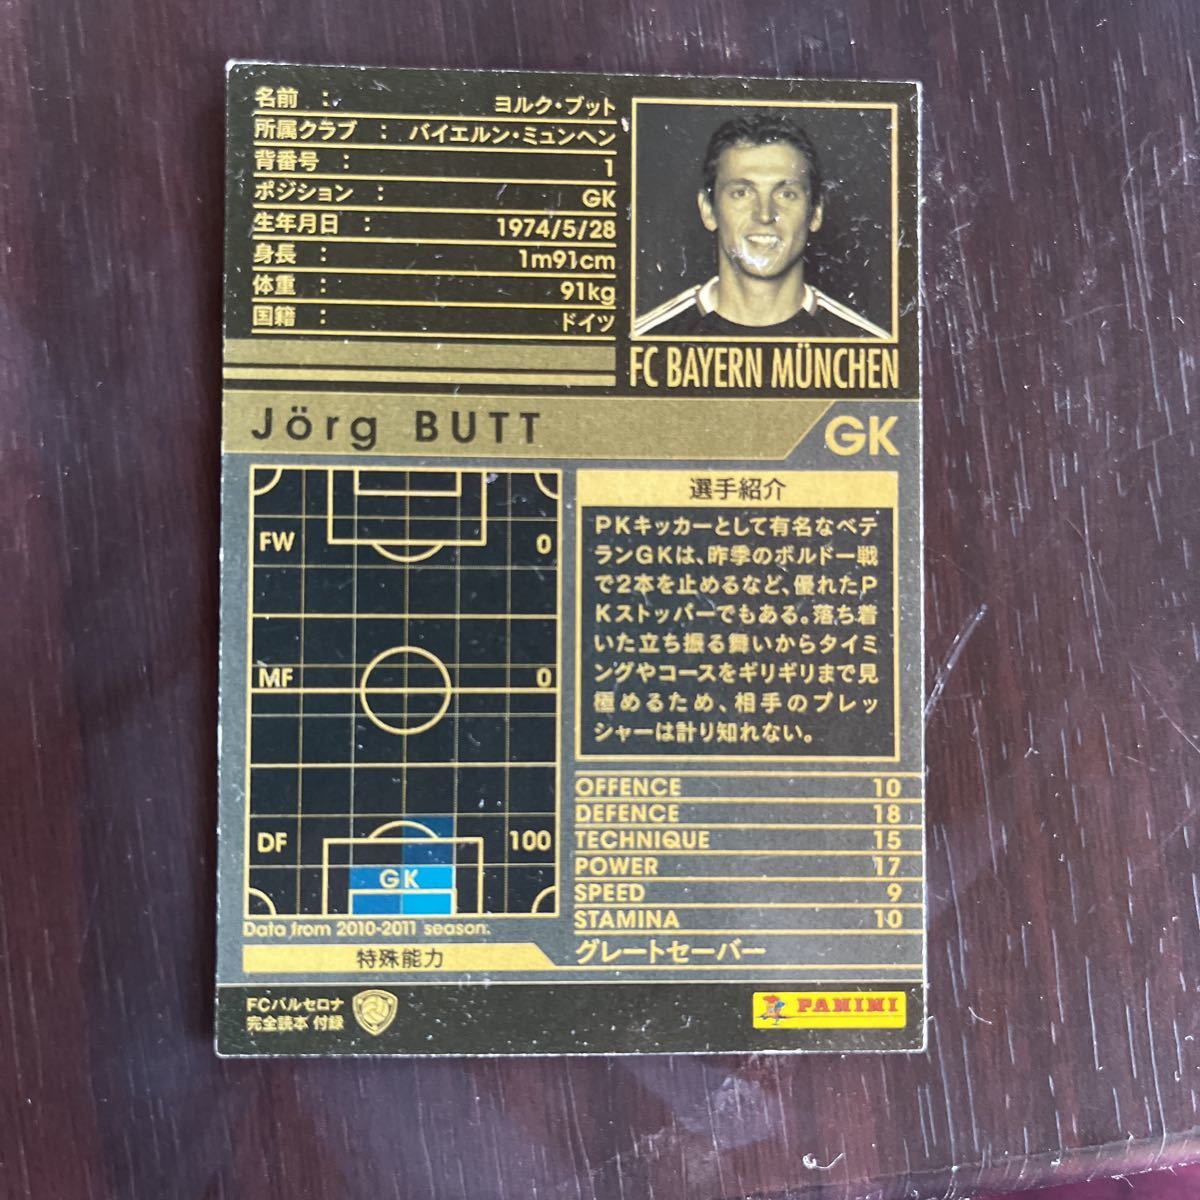 名前 : ヨルク・ブット
所属クラブ : バイエルン・ミュンヘン
背番号 : 1
ポジション : GK
生年月日 : 1974/5/28
身長 : 1m91cm
体重 : 91kg
国籍 : ドイツ
FC BAYERN MÜNCHEN
Jörg BUTT
GK
FW 0
MF 0
DF 100
GK
Data from 2010-2011 season.
選手紹介
PKキッカーとして有名なベテ
ランGKは、昨季のボルドー戦
で2本を止めるなど、優れたP
Kストッパーでもある。落ち着
いた立ち振る舞いからタイミ
ングやコースをギリギリまで見
極めるため、相手のプレッ
シャーは計り知れない。
OFFENCE 10
DEFENCE 18
TECHNIQUE 15
POWER 17
SPEED 9
STAMINA 10
特殊能力
グレートセーバー
FCバルセロナ
完全読本 付録
PANINI